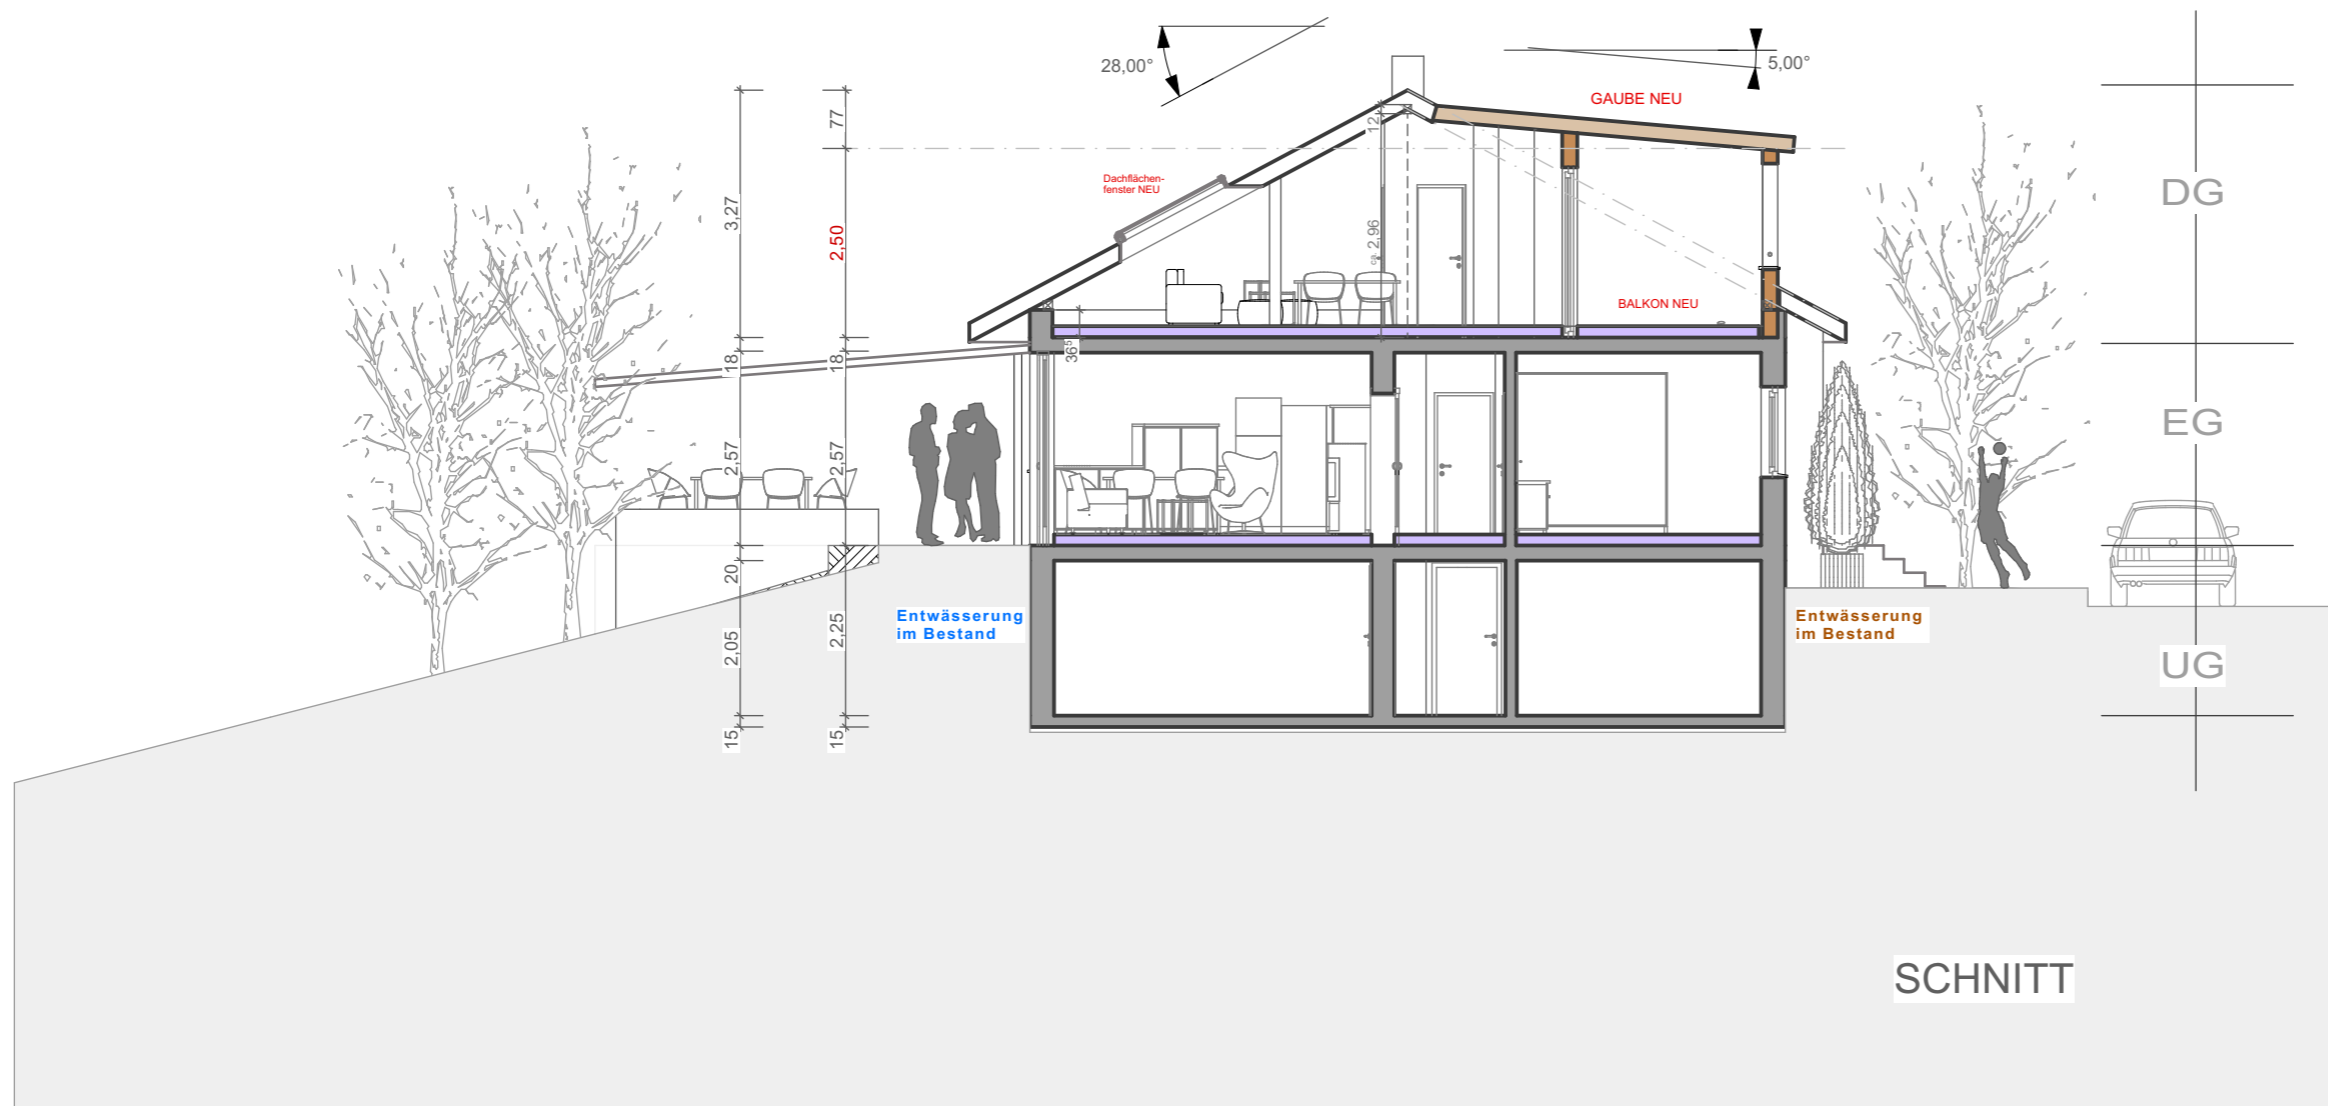 28,00°
5,00°
GAUBE NEU
77
12
Dachflächen-
fenster NEU
DG
3,27
2,50
ca. 2,96
BALKON NEU
18
18
36⁵
EG
2,57
2,57
20
Entwässerung
im Bestand
Entwässerung
im Bestand
2,05
2,25
UG
15
15
SCHNITT